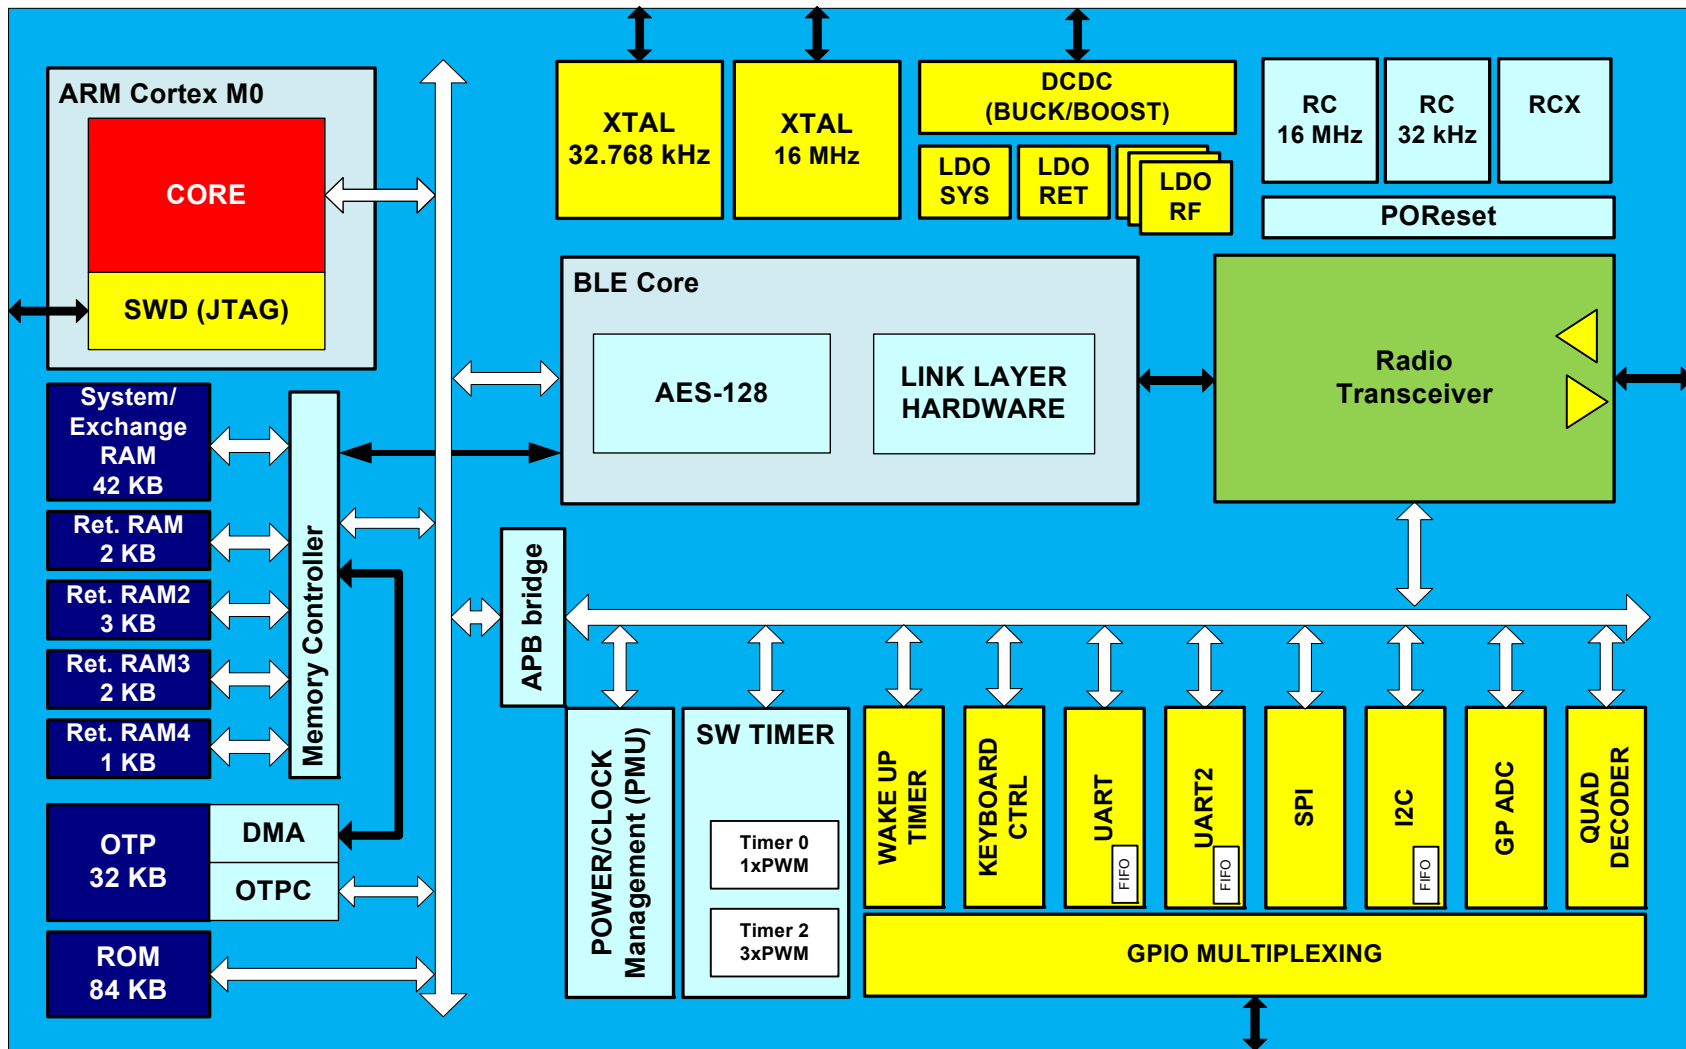 ARM Cortex M0
CORE
SWD (JTAG)
XTAL
32.768 kHz
XTAL
16 MHz
DCDC
(BUCK/BOOST)
LDO
SYS
LDO
RET
LDO
RF
RC
16 MHz
RC
32 kHz
RCX
POReset
BLE Core
AES-128
LINK LAYER
HARDWARE
Radio
Transceiver
System/
Exchange
RAM
42 KB
Ret. RAM
2 KB
Ret. RAM2
3 KB
Ret. RAM3
2 KB
Ret. RAM4
1 KB
Memory Controller
OTP
32 KB
DMA
OTPC
ROM
84 KB
APB bridge
POWER/CLOCK
Management (PMU)
SW TIMER
Timer 0
1xPWM
Timer 2
3xPWM
WAKE UP
TIMER
KEYBOARD
CTRL
UART
FIFO
UART2
FIFO
SPI
I2C
FIFO
GP ADC
QUAD
DECODER
GPIO MULTIPLEXING